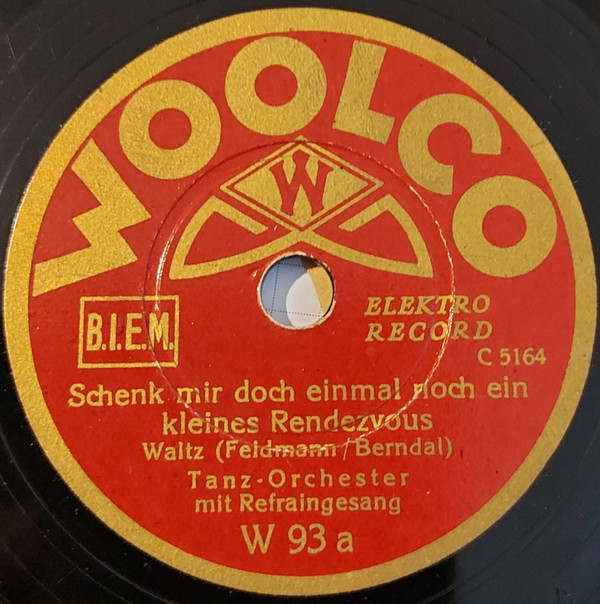 WOOLCO
W
B.I.E.M.
ELEKTRO
RECORD
C 5164
Schenk mir doch einmal noch ein
kleines Rendezvous
Waltz (Feldmann/Berndal)
Tanz-Orchester
mit Refraingesang
W 93 a